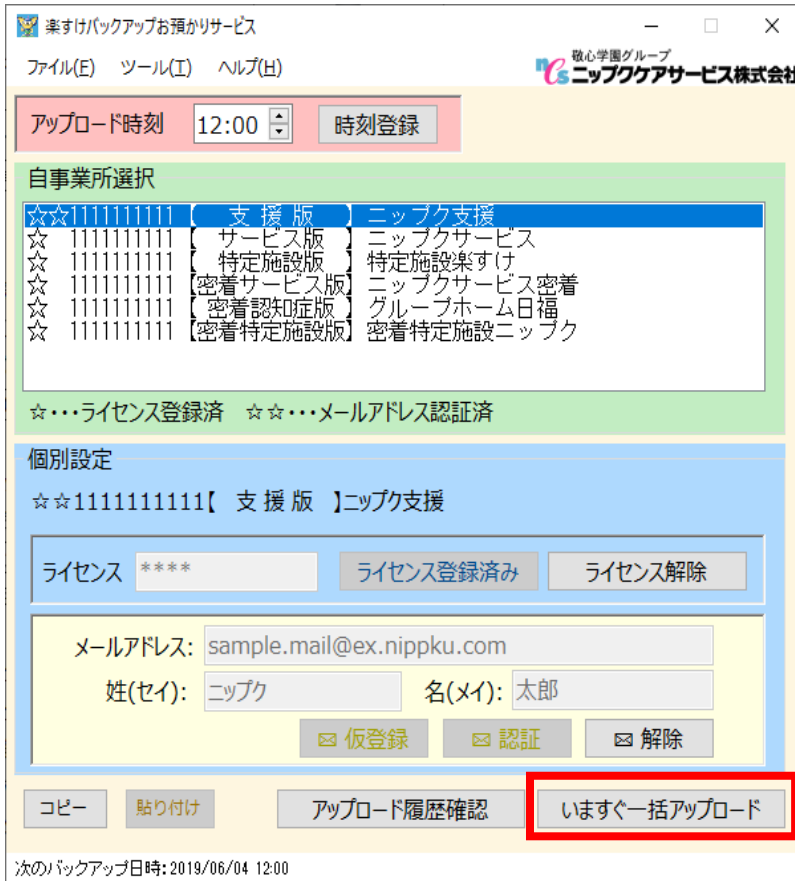 楽すけバックアップお預かりサービス
ファイル(F) ツール(T) ヘルプ(H)
nCs 敬心学園グループ
ニップクケアサービス株式会社
アップロード時刻 12:00 時刻登録
自事業所選択
☆☆1111111111 【 支 援 版 】 ニップク支援
☆ 1111111111 【 サービス版 】 ニップクサービス
☆ 1111111111 【 特定施設版 】 特定施設楽すけ
☆ 1111111111 【密着サービス版】 ニップクサービス密着
☆ 1111111111 【 密着認知症版 】 グループホーム日福
☆ 1111111111 【密着特定施設版】 密着特定施設ニップク
☆・・・ライセンス登録済 ☆☆・・・メールアドレス認証済
個別設定
☆☆1111111111【 支 援 版 】ニップク支援
ライセンス **** ライセンス登録済み ライセンス解除
メールアドレス: sample.mail@ex.nippku.com
姓(セイ): ニップク 名(メイ): 太郎
✉ 仮登録 ✉ 認証 ✉ 解除
コピー 貼り付け アップロード履歴確認 いますぐ一括アップロード
次のバックアップ日時:2019/06/04 12:00